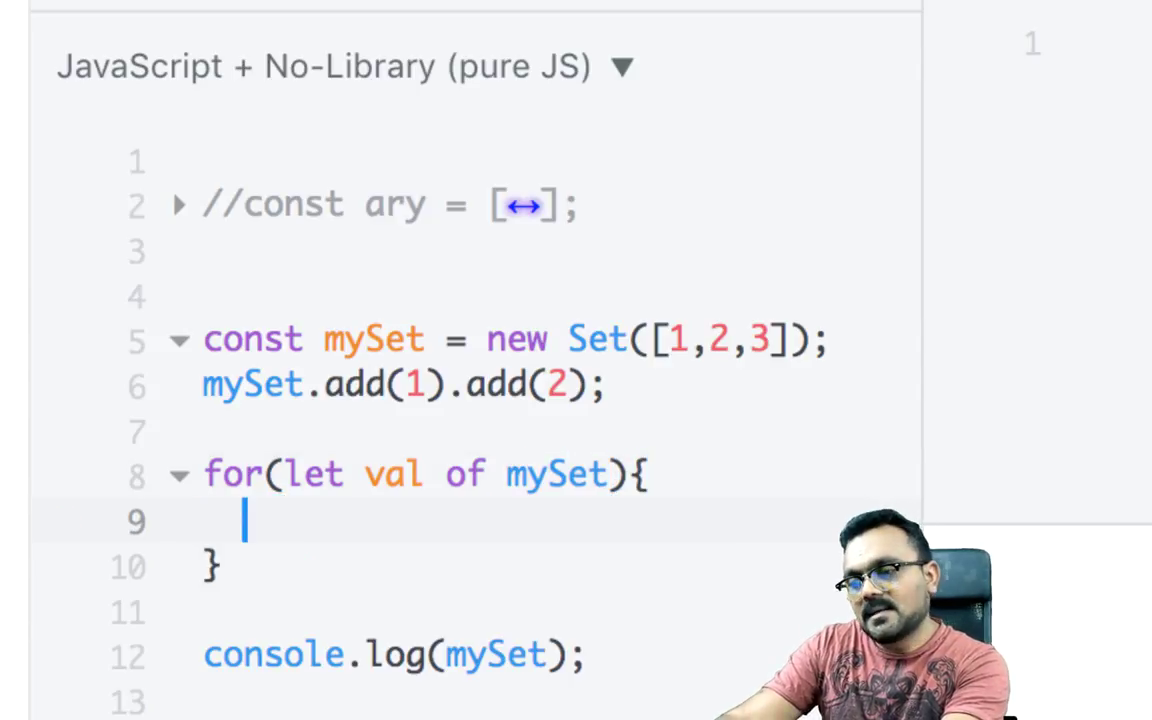 JavaScript + No-Library (pure JS) ▼
1
1
2 //const ary = [↔];
3
4
5 const mySet = new Set([1,2,3]);
6 mySet.add(1).add(2);
7
8 for(let val of mySet){
9
10 }
11
12 console.log(mySet);
13